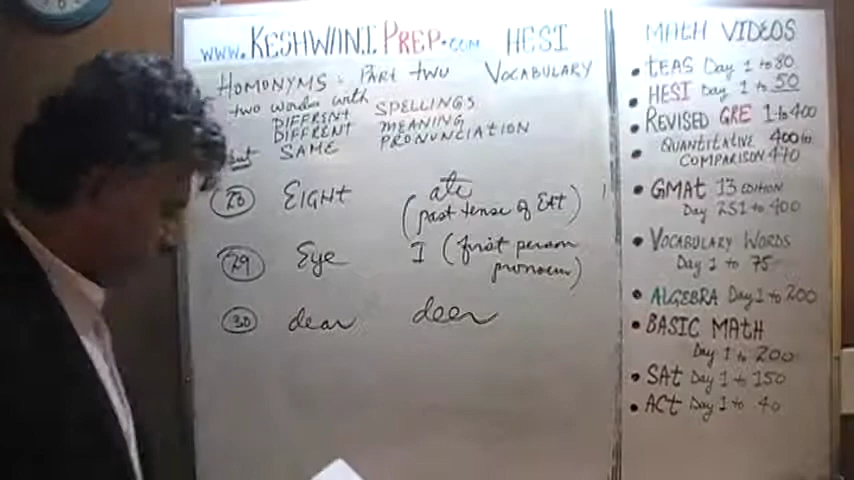 www.KESHWANI PREP.com HESI
HOMONYMS : PART TWO VOCABULARY
two words with
DIFFRENT SPELLINGS
DIFFRENT MEANING
but SAME PRONUNCIATION
28 EIGHT ate
(past tense of EAT)
29 Eye I (first person
pronoun)
30 dear deer
MATH VIDEOS
• TEAS Day 1 to 80
• HESI Day 1 to 50
• REVISED GRE 1 to 400
• QUANTITATIVE 400 to
COMPARISON 470
• GMAT 13 EDITION
Day 251 to 400
• VOCABULARY WORDS
Day 1 to 75
• ALGEBRA Day 1 to 200
• BASIC MATH
Day 1 to 200
• SAT Day 1 to 150
• ACT Day 1 to 40